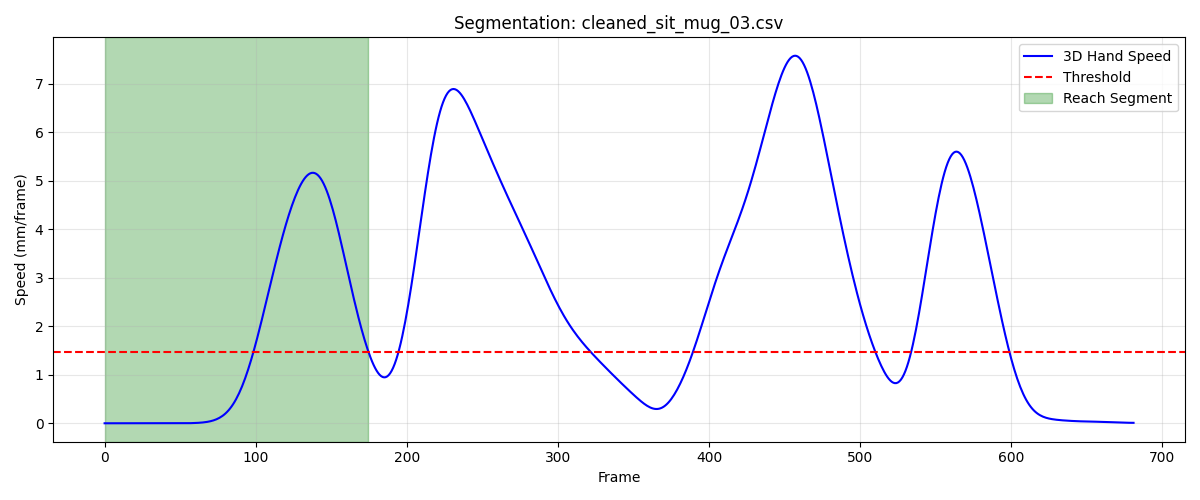 Segmentation: cleaned_sit_mug_03.csv
3D Hand Speed
Threshold
Reach Segment
Speed (mm/frame)
7
6
5
4
3
2
1
0
0 100 200 300 400 500 600 700
Frame